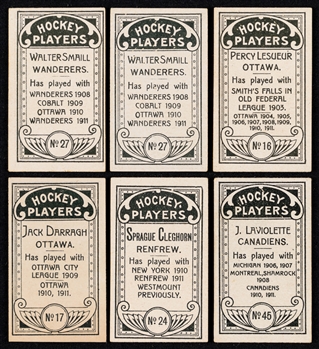 HOCKEY
PLAYERS
WALTER SMAILL
WANDERERS.
Has played with
WANDERERS 1908
COBALT 1909
OTTAWA 1910
WANDERERS 1911
No 27
HOCKEY
PLAYERS
WALTER SMAILL
WANDERERS.
Has played with
WANDERERS 1908
COBALT 1909
OTTAWA 1910
WANDERERS 1911
No 27
HOCKEY
PLAYERS
PERCY LESUEUR
OTTAWA.
Has played with
SMITH'S FALLS IN
OLD FEDERAL
LEAGUE 1903.
OTTAWA 1904, 1905,
1906, 1907, 1908, 1909,
1910, 1911.
No 16
HOCKEY
PLAYERS
JACK DARRAGH
OTTAWA.
Has played with
OTTAWA CITY
LEAGUE 1909
OTTAWA
1910, 1911.
No 17
HOCKEY
PLAYERS
SPRAGUE CLEGHORN
RENFREW.
Has played with
NEW YORK 1910
RENFREW 1911
WESTMOUNT
PREVIOUSLY.
No 24
HOCKEY
PLAYERS
J. LAVIOLETTE
CANADIENS.
Has played with
MICHIGAN 1906, 1907
MONTREAL, SHAMROCK
1908
CANADIENS
1910, 1911.
No 45